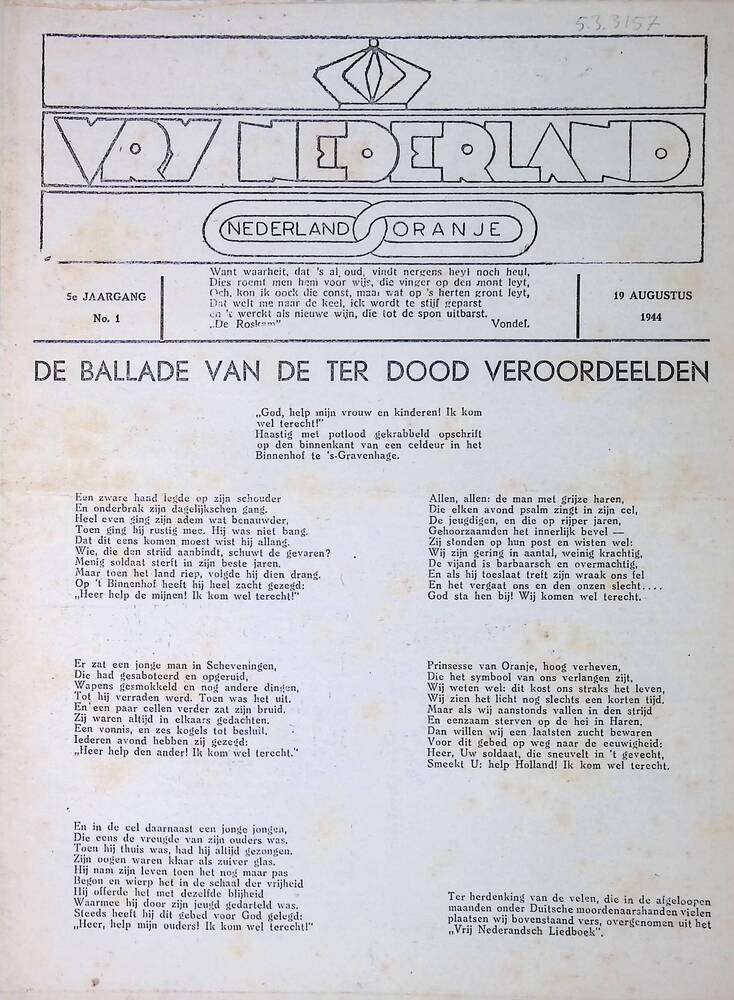 5.3.3157
VRY NEDERLAND
NEDERLAND ORANJE
5e JAARGANG
No. 1
Want waarheit, dat 's al oud, vindt nergens heyl noch heul,
Dies roemt men hem voor wijs, die vinger op den mont leyt,
Och, kon ik oock die const, maar wat op 's herten gront leyt,
Dat welt me naar de keel, ick wordt te stijf geparst
en 't werckt als nieuwe wijn, die tot de spon uitbarst.
„De Roskam" Vondel.
19 AUGUSTUS
1944
DE BALLADE VAN DE TER DOOD VEROORDEELDEN
„God, help mijn vrouw en kinderen! Ik kom
wel terecht!"
Haastig met potlood gekrabbeld opschrift
op den binnenkant van een celdeur in het
Binnenhof te 's-Gravenhage.
Een zware hand legde op zijn schouder
En onderbrak zijn dagelijkschen gang.
Heel even ging zijn adem wat benauwder,
Toen ging hij rustig mee. Hij was niet bang.
Dat dit eens komen moest wist hij allang.
Wie, die den strijd aanbindt, schuwt de gevaren?
Menig soldaat sterft in zijn beste jaren.
Maar toen het land riep, volgde hij dien drang.
Op 't Binnenhof heeft hij heel zacht gezegd:
„Heer help de mijnen! Ik kom wel terecht!"
Er zat een jonge man in Scheveningen,
Die had gesaboteerd en opgeruid,
Wapens gesmokkeld en nog andere dingen,
Tot hij verraden werd. Toen was het uit.
En een paar cellen verder zat zijn bruid.
Zij waren altijd in elkaars gedachten.
Een vonnis, en zes kogels tot besluit.
Iederen avond hebben zij gezegd:
„Heer help den ander! Ik kom wel terecht."
En in de cel daarnaast een jonge jongen,
Die eens de vreugde van zijn ouders was.
Toen hij thuis was, had hij altijd gezongen.
Zijn oogen waren klaar als zuiver glas.
Hij nam zijn leven toen het nog maar pas
Begon en wierp het in de schaal der vrijheid
Hij offerde het met dezelfde blijheid
Waarmee hij door zijn jeugd gedarteld was.
Steeds heeft hij dit gebed voor God gelegd:
„Heer, help mijn ouders! Ik kom wel terecht!"
Allen, allen: de man met grijze haren,
Die elken avond psalm zingt in zijn cel,
De jeugdigen, en die op rijper jaren,
Gehoorzaamden het innerlijk bevel —
Zij stonden op hun post en wisten wel:
Wij zijn gering in aantal, weinig krachtig,
De vijand is barbaarsch en overmachtig,
En als hij toeslaat treft zijn wraak ons fel
En het vergaat ons en den onzen slecht....
God sta hen bij! Wij komen wel terecht.
Prinsesse van Oranje, hoog verheven,
Die het symbool van ons verlangen zijt,
Wij weten wel: dit kost ons straks het leven,
Wij zien het licht nog slechts een korten tijd.
Maar als wij aanstonds vallen in den strijd
En eenzaam sterven op de hei in Haren,
Dan willen wij een laatsten zucht bewaren
Voor dit gebed op weg naar de eeuwigheid:
Heer, Uw soldaat, die sneuvelt in 't gevecht,
Smeekt U: help Holland! Ik kom wel terecht.
Ter herdenking van de velen, die in de afgeloopen
maanden onder Duitsche moordenaarshanden vielen
plaatsen wij bovenstaand vers, overgenomen uit het
„Vrij Nederandsch Liedboek".